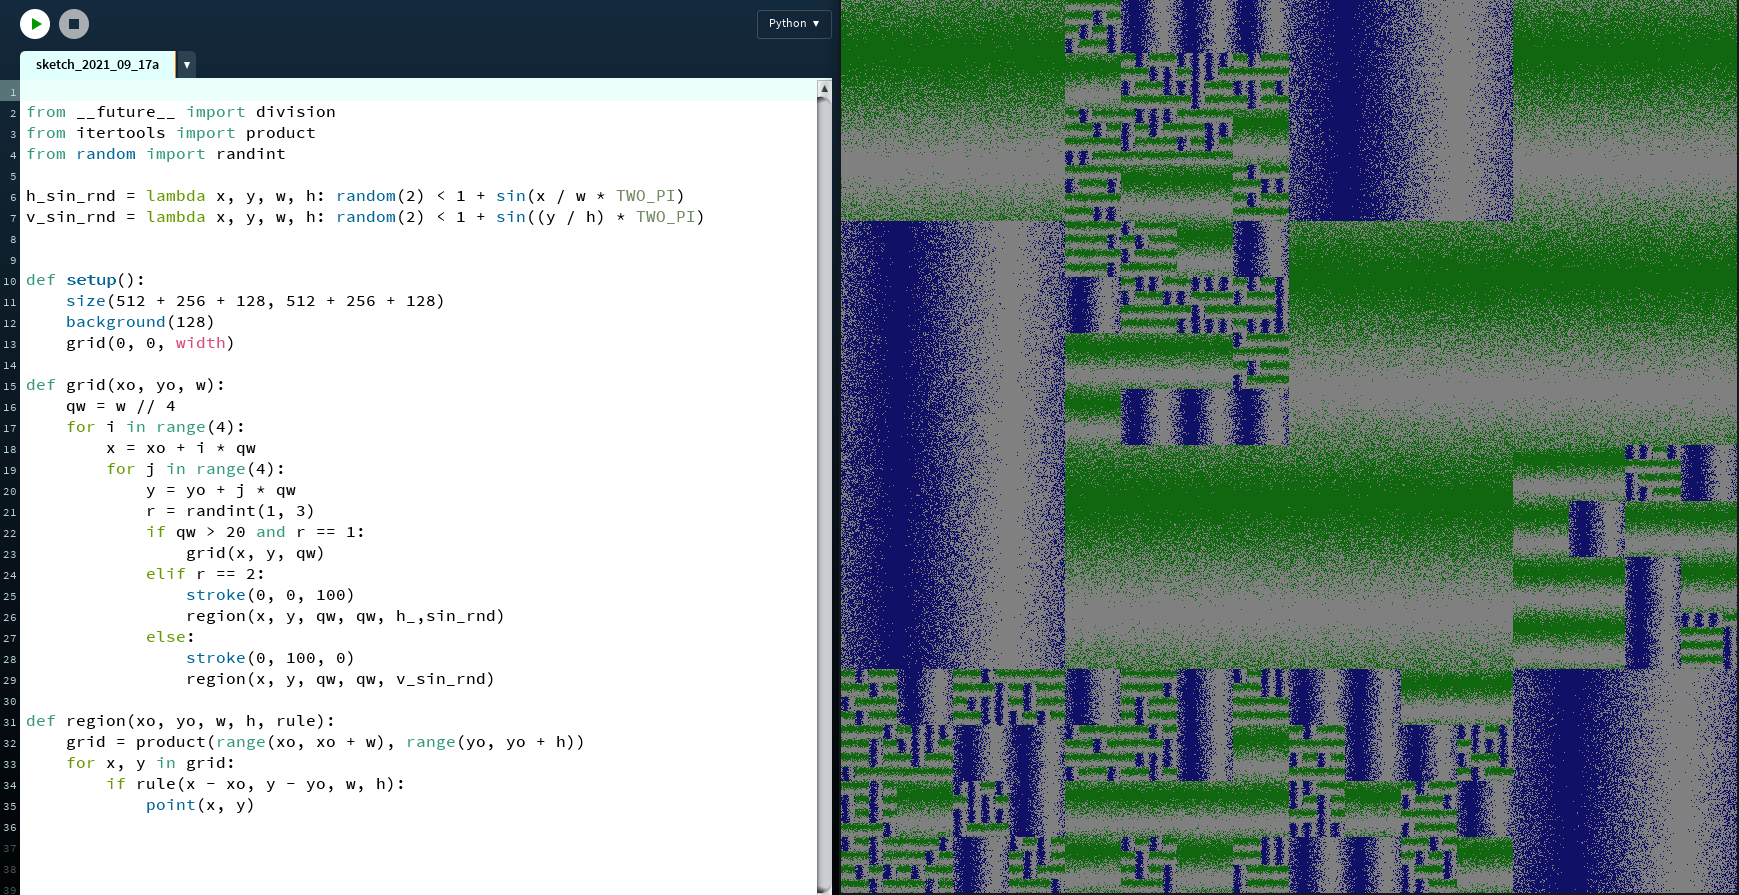 Python ▼
sketch_2021_09_17a ▼
1
2 from __future__ import division
3 from itertools import product
4 from random import randint
5
6 h_sin_rnd = lambda x, y, w, h: random(2) < 1 + sin(x / w * TWO_PI)
7 v_sin_rnd = lambda x, y, w, h: random(2) < 1 + sin((y / h) * TWO_PI)
8
9
10 def setup():
11     size(512 + 256 + 128, 512 + 256 + 128)
12     background(128)
13     grid(0, 0, width)
14
15 def grid(xo, yo, w):
16     qw = w // 4
17     for i in range(4):
18         x = xo + i * qw
19         for j in range(4):
20             y = yo + j * qw
21             r = randint(1, 3)
22             if qw > 20 and r == 1:
23                 grid(x, y, qw)
24             elif r == 2:
25                 stroke(0, 0, 100)
26                 region(x, y, qw, qw, h_,sin_rnd)
27             else:
28                 stroke(0, 100, 0)
29                 region(x, y, qw, qw, v_sin_rnd)
30
31 def region(xo, yo, w, h, rule):
32     grid = product(range(xo, xo + w), range(yo, yo + h))
33     for x, y in grid:
34         if rule(x - xo, y - yo, w, h):
35             point(x, y)
36
37
38
39